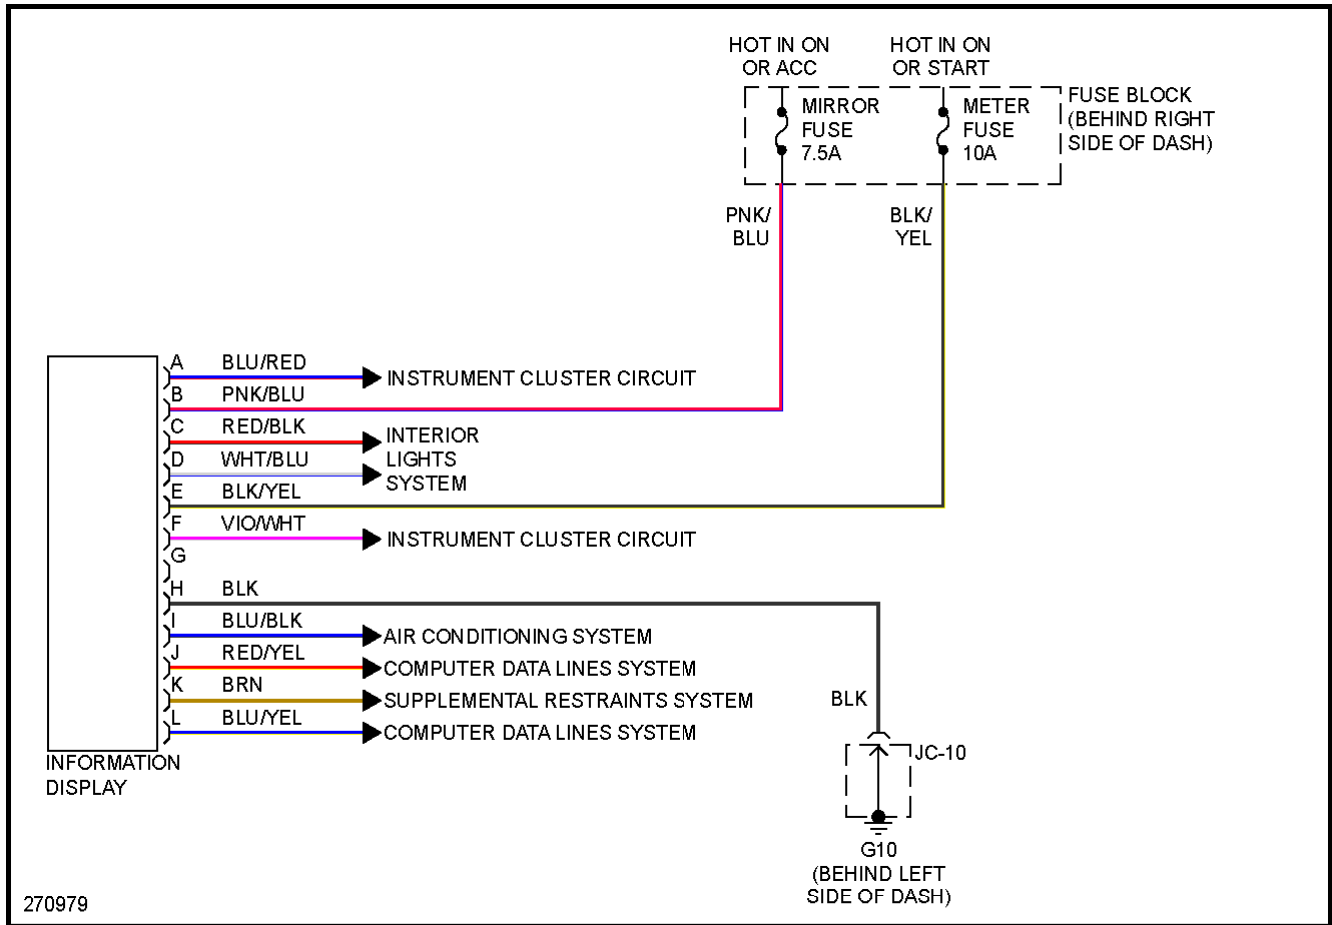 HOT IN ON
OR ACC
HOT IN ON
OR START
MIRROR
FUSE
7.5A
METER
FUSE
10A
FUSE BLOCK
(BEHIND RIGHT
SIDE OF DASH)
PNK/
BLU
BLK/
YEL
A BLU/RED
INSTRUMENT CLUSTER CIRCUIT
B PNK/BLU
C RED/BLK
D WHT/BLU
INTERIOR
LIGHTS
SYSTEM
E BLK/YEL
F VIO/WHT
INSTRUMENT CLUSTER CIRCUIT
G
H BLK
I BLU/BLK
AIR CONDITIONING SYSTEM
J RED/YEL
COMPUTER DATA LINES SYSTEM
K BRN
SUPPLEMENTAL RESTRAINTS SYSTEM
L BLU/YEL
COMPUTER DATA LINES SYSTEM
INFORMATION
DISPLAY
BLK
JC-10
G10
(BEHIND LEFT
SIDE OF DASH)
270979